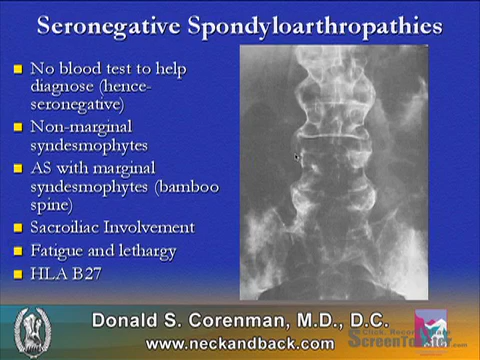 Seronegative Spondyloarthropathies
No blood test to help
diagnose (hence-
seronegative)
Non-marginal
syndesmophytes
AS with marginal
syndesmophytes (bamboo
spine)
Sacroiliac Involvement
Fatigue and lethargy
HLA B27
Donald S. Corenman, M.D., D.C.
www.neckandback.com